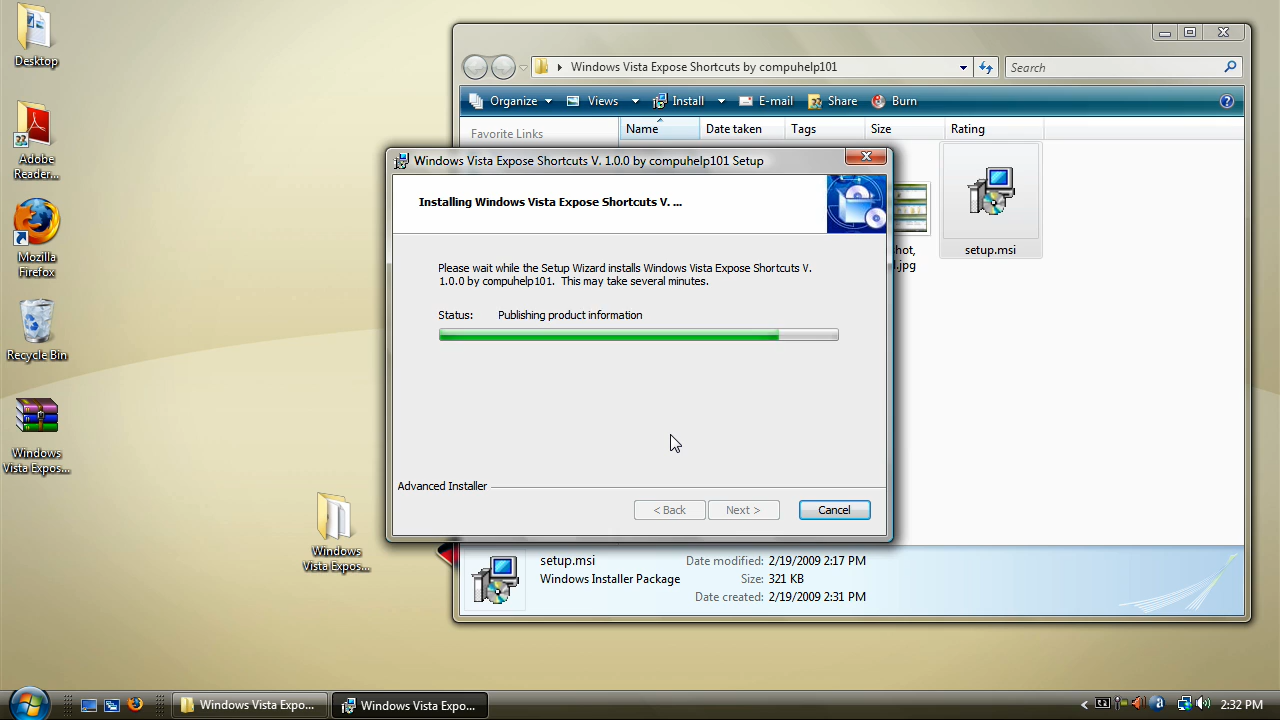 Desktop
Adobe
Reader...
Mozilla
Firefox
Recycle Bin
Windows
Vista Expos...
Windows
Vista Expos...
Windows Vista Expose Shortcuts by compuhelp101
Search
Organize
Views
Install
E-mail
Share
Burn
Favorite Links
Name
Date taken
Tags
Size
Rating
hot,
.jpg
setup.msi
Windows Vista Expose Shortcuts V. 1.0.0 by compuhelp101 Setup
Installing Windows Vista Expose Shortcuts V. ...
Please wait while the Setup Wizard installs Windows Vista Expose Shortcuts V.
1.0.0 by compuhelp101. This may take several minutes.
Status: Publishing product information
Advanced Installer
< Back
Next >
Cancel
setup.msi
Windows Installer Package
Date modified: 2/19/2009 2:17 PM
Size: 321 KB
Date created: 2/19/2009 2:31 PM
Windows Vista Expo...
Windows Vista Expo...
2:32 PM